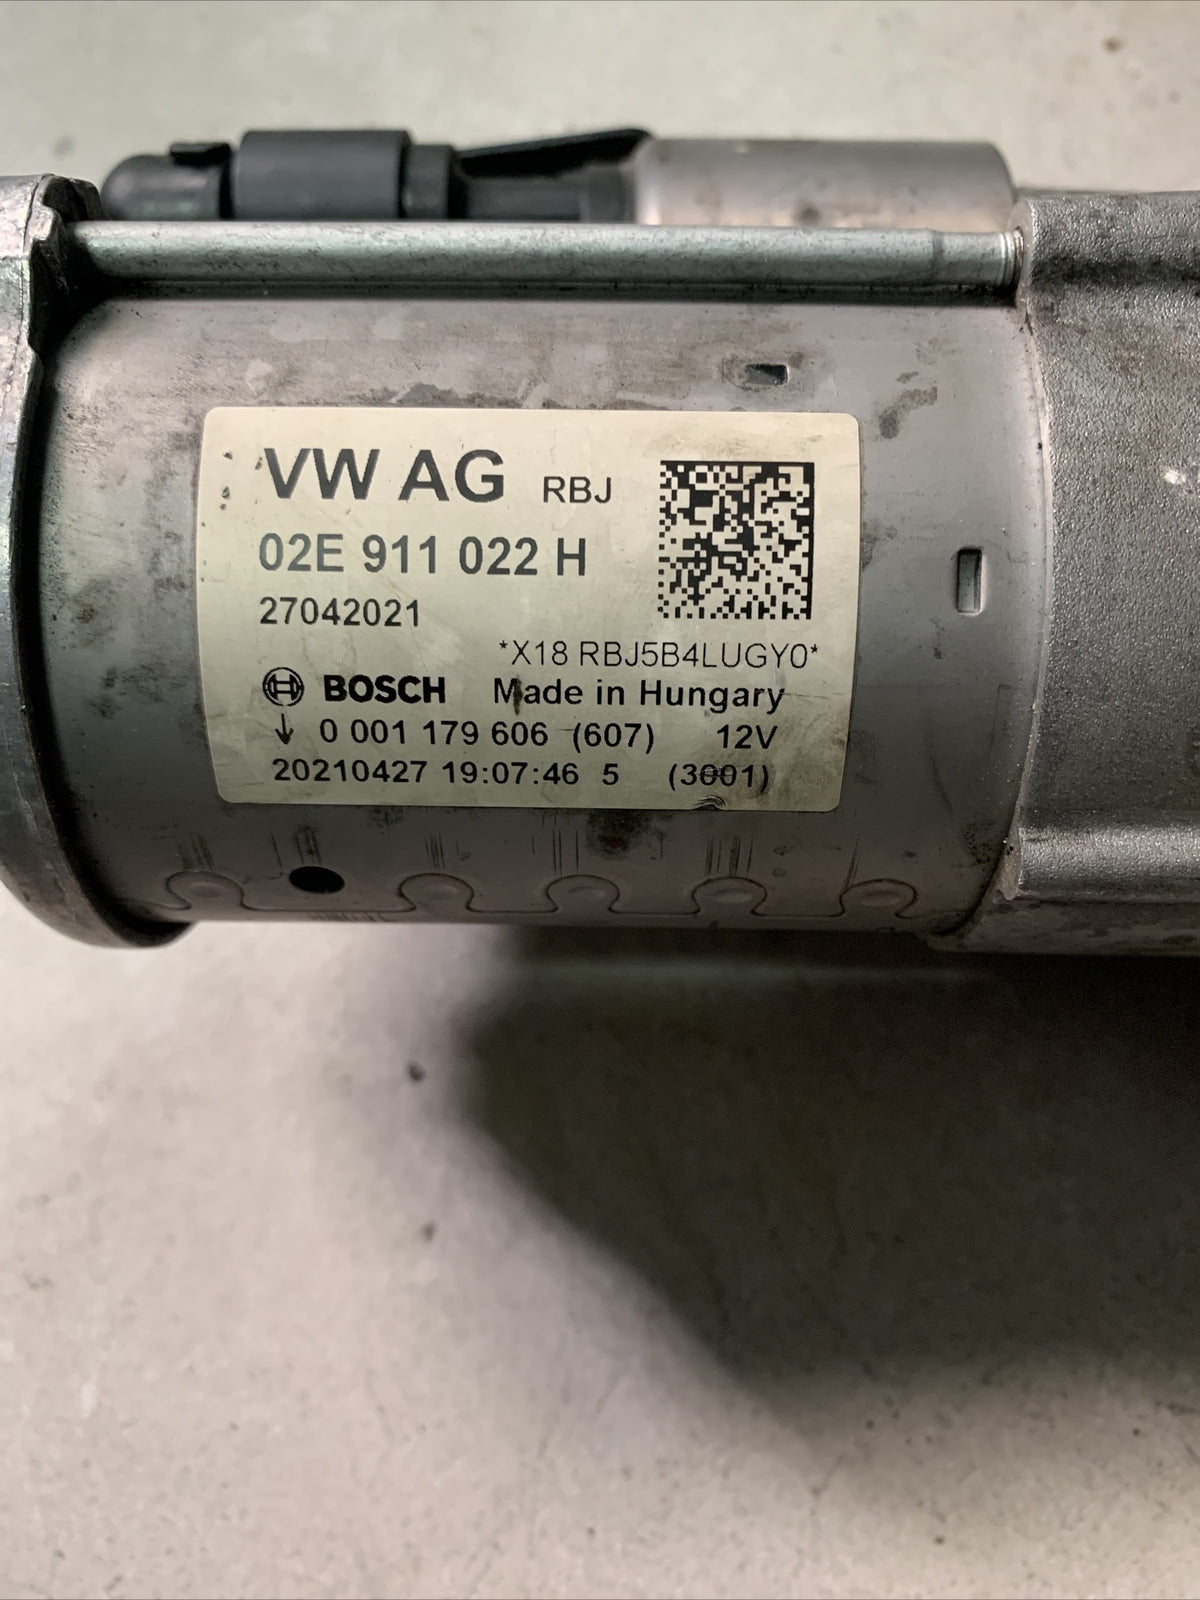 VW AG RBJ
02E 911 022 H
27042021
*X18 RBJ5B4LUGY0*
BOSCH Made in Hungary
↓ 0 001 179 606 (607) 12V
20210427 19:07:46 5 (3001)